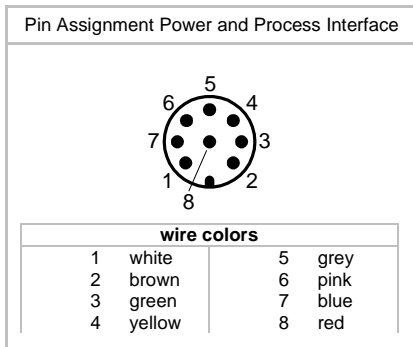 Pin Assignment Power and Process Interface
5
6 4
7 3
1 2
8
wire colors
1 white 5 grey
2 brown 6 pink
3 green 7 blue
4 yellow 8 red